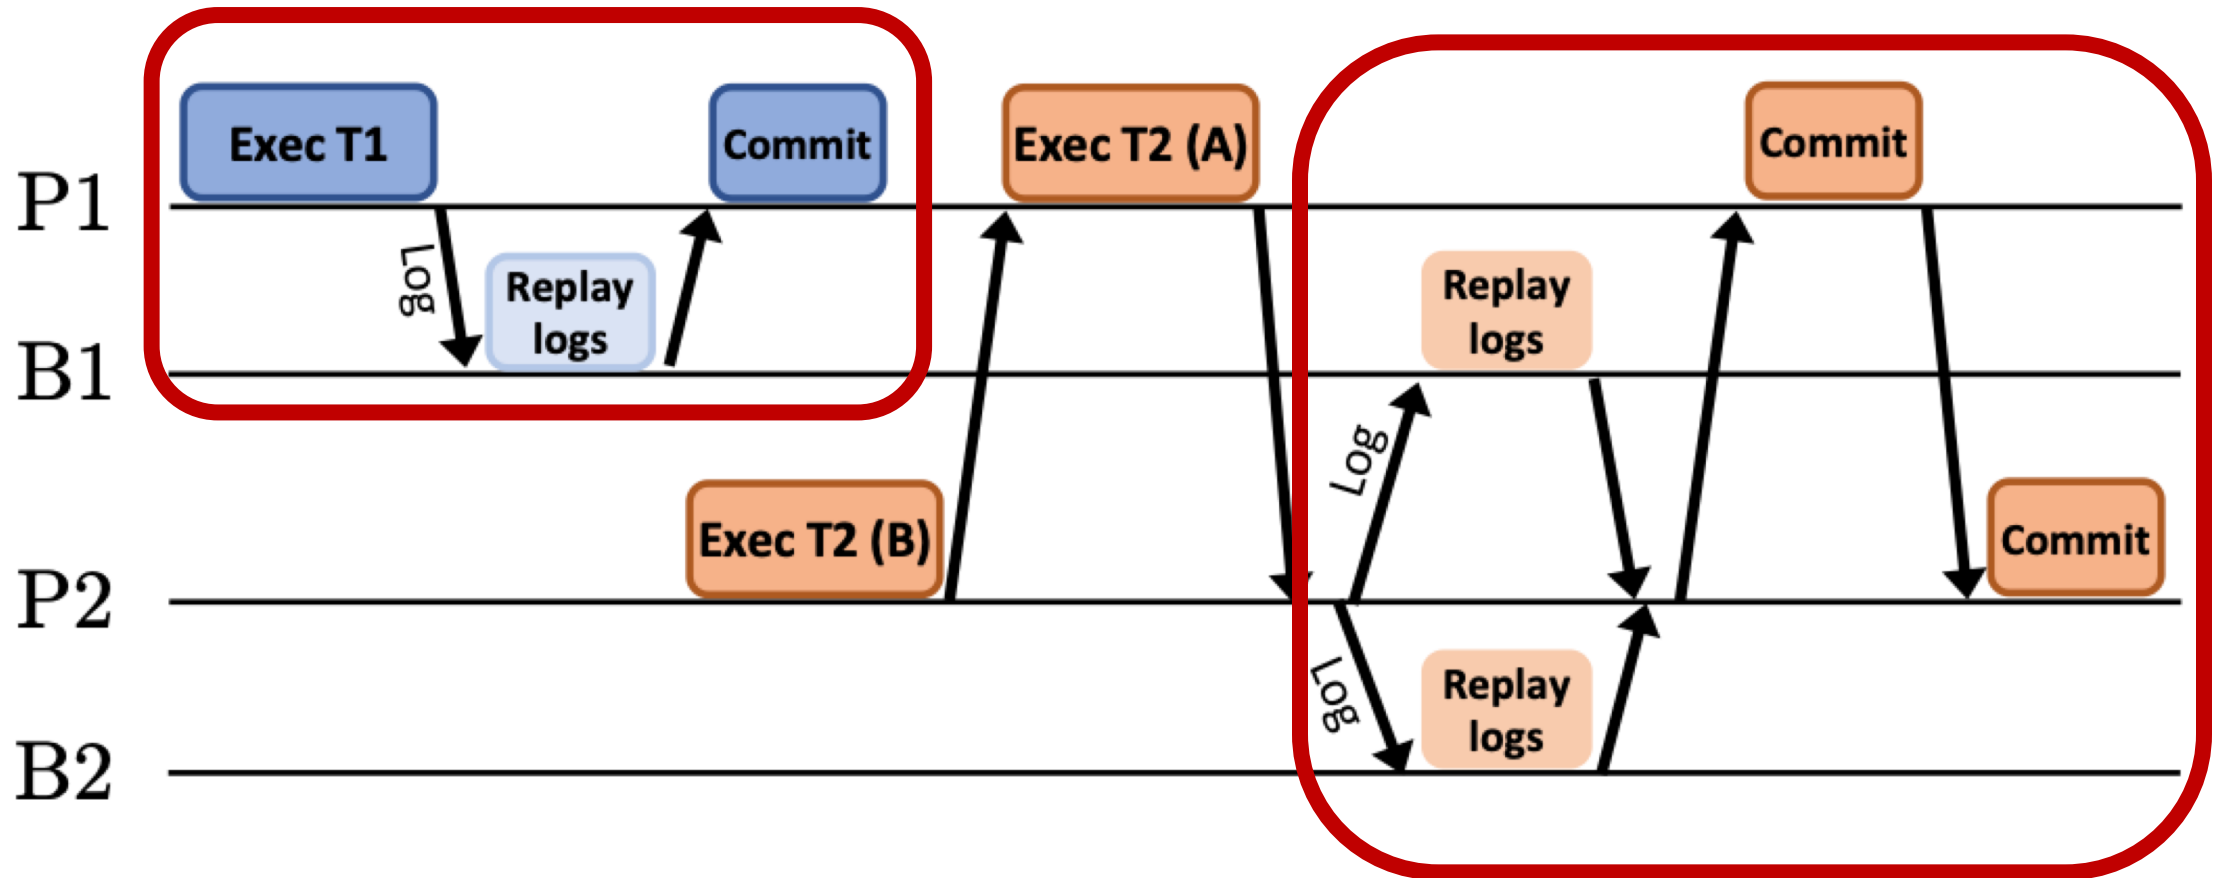 Exec T1
Commit
Exec T2 (A)
Commit
P1
Log
Replay
logs
Replay
logs
B1
Log
Exec T2 (B)
Commit
P2
Log
Replay
logs
B2